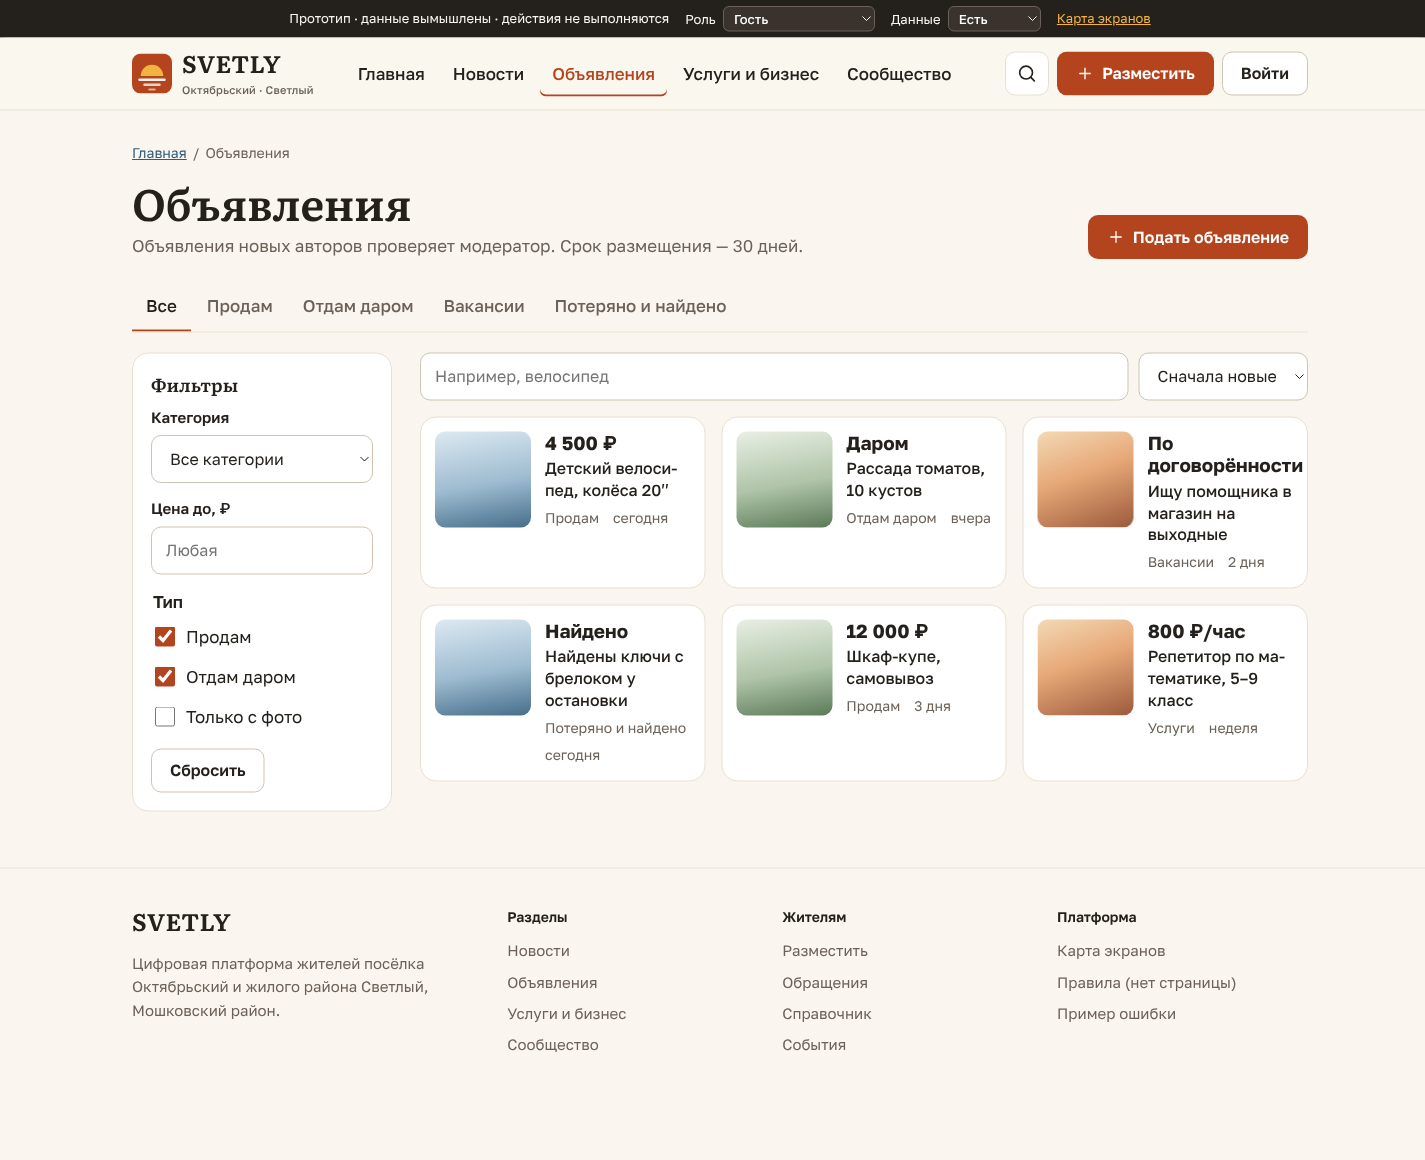 Прототип · данные вымышлены · действия не выполняются Роль Гость Данные Есть Карта экранов
SVETLY
Октябрьский · Светлый
Главная Новости Объявления Услуги и бизнес Сообщество
+ Разместить Войти
Главная / Объявления
Объявления
Объявления новых авторов проверяет модератор. Срок размещения — 30 дней.
+ Подать объявление
Все Продам Отдам даром Вакансии Потеряно и найдено
Фильтры
Категория
Все категории
Цена до, ₽
Любая
Тип
Продам
Отдам даром
Только с фото
Сбросить
Например, велосипед
Сначала новые
4 500 ₽
Детский велоси-
пед, колёса 20″
Продам сегодня
Даром
Рассада томатов,
10 кустов
Отдам даром вчера
По
договорённости
Ищу помощника в
магазин на
выходные
Вакансии 2 дня
Найдено
Найдены ключи с
брелоком у
остановки
Потеряно и найдено
сегодня
12 000 ₽
Шкаф-купе,
самовывоз
Продам 3 дня
800 ₽/час
Репетитор по ма-
тематике, 5–9
класс
Услуги неделя
SVETLY
Цифровая платформа жителей посёлка
Октябрьский и жилого района Светлый,
Мошковский район.
Разделы
Новости
Объявления
Услуги и бизнес
Сообщество
Жителям
Разместить
Обращения
Справочник
События
Платформа
Карта экранов
Правила (нет страницы)
Пример ошибки